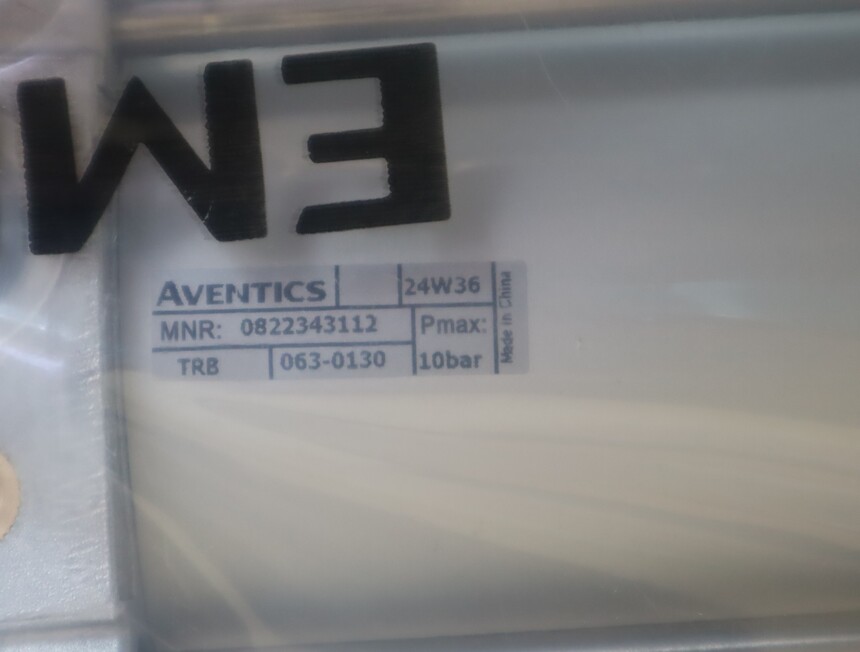 EM
AVENTICS 24W36
MNR: 0822343112 Pmax:
TRB 063-0130 10bar
Made in China